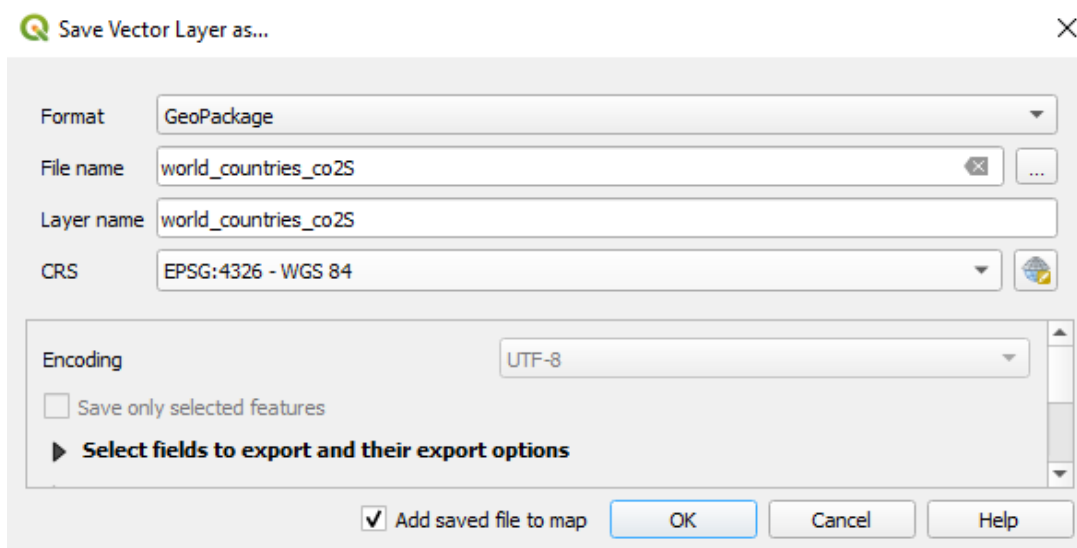 Save Vector Layer as...
Format GeoPackage
File name world_countries_co2S ...
Layer name world_countries_co2S
CRS EPSG:4326 - WGS 84
Encoding UTF-8
Save only selected features
Select fields to export and their export options
Add saved file to map OK Cancel Help